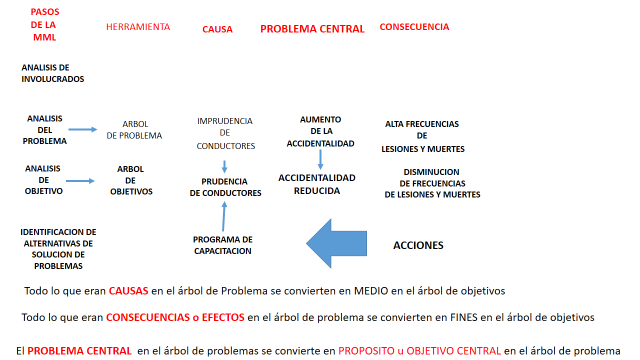 PASOS
DE LA
MML
HERRAMIENTA
CAUSA
PROBLEMA CENTRAL
CONSECUENCIA
ANALISIS DE
INVOLUCRADOS
ANALISIS
DEL
PROBLEMA
ARBOL
DE PROBLEMA
IMPRUDENCIA
DE
CONDUCTORES
AUMENTO
DE LA
ACCIDENTALIDAD
ALTA FRECUENCIAS
DE
LESIONES Y MUERTES
ANALISIS
DE
OBJETIVO
ARBOL
DE
OBJETIVOS
PRUDENCIA
DE CONDUCTORES
ACCIDENTALIDAD
REDUCIDA
DISMINUCION
DE FRECUENCIAS
DE LESIONES Y MUERTES
IDENTIFICACION DE
ALTERNATIVAS DE
SOLUCION DE
PROBLEMAS
PROGRAMA DE
CAPACITACION
ACCIONES
Todo lo que eran CAUSAS en el árbol de Problema se convierten en MEDIO en el árbol de objetivos
Todo lo que eran CONSECUENCIAS o EFECTOS en el árbol de problema se convierten en FINES en el árbol de objetivos
El PROBLEMA CENTRAL en el árbol de problemas se convierte en PROPOSITO u OBJETIVO CENTRAL en el árbol de problema